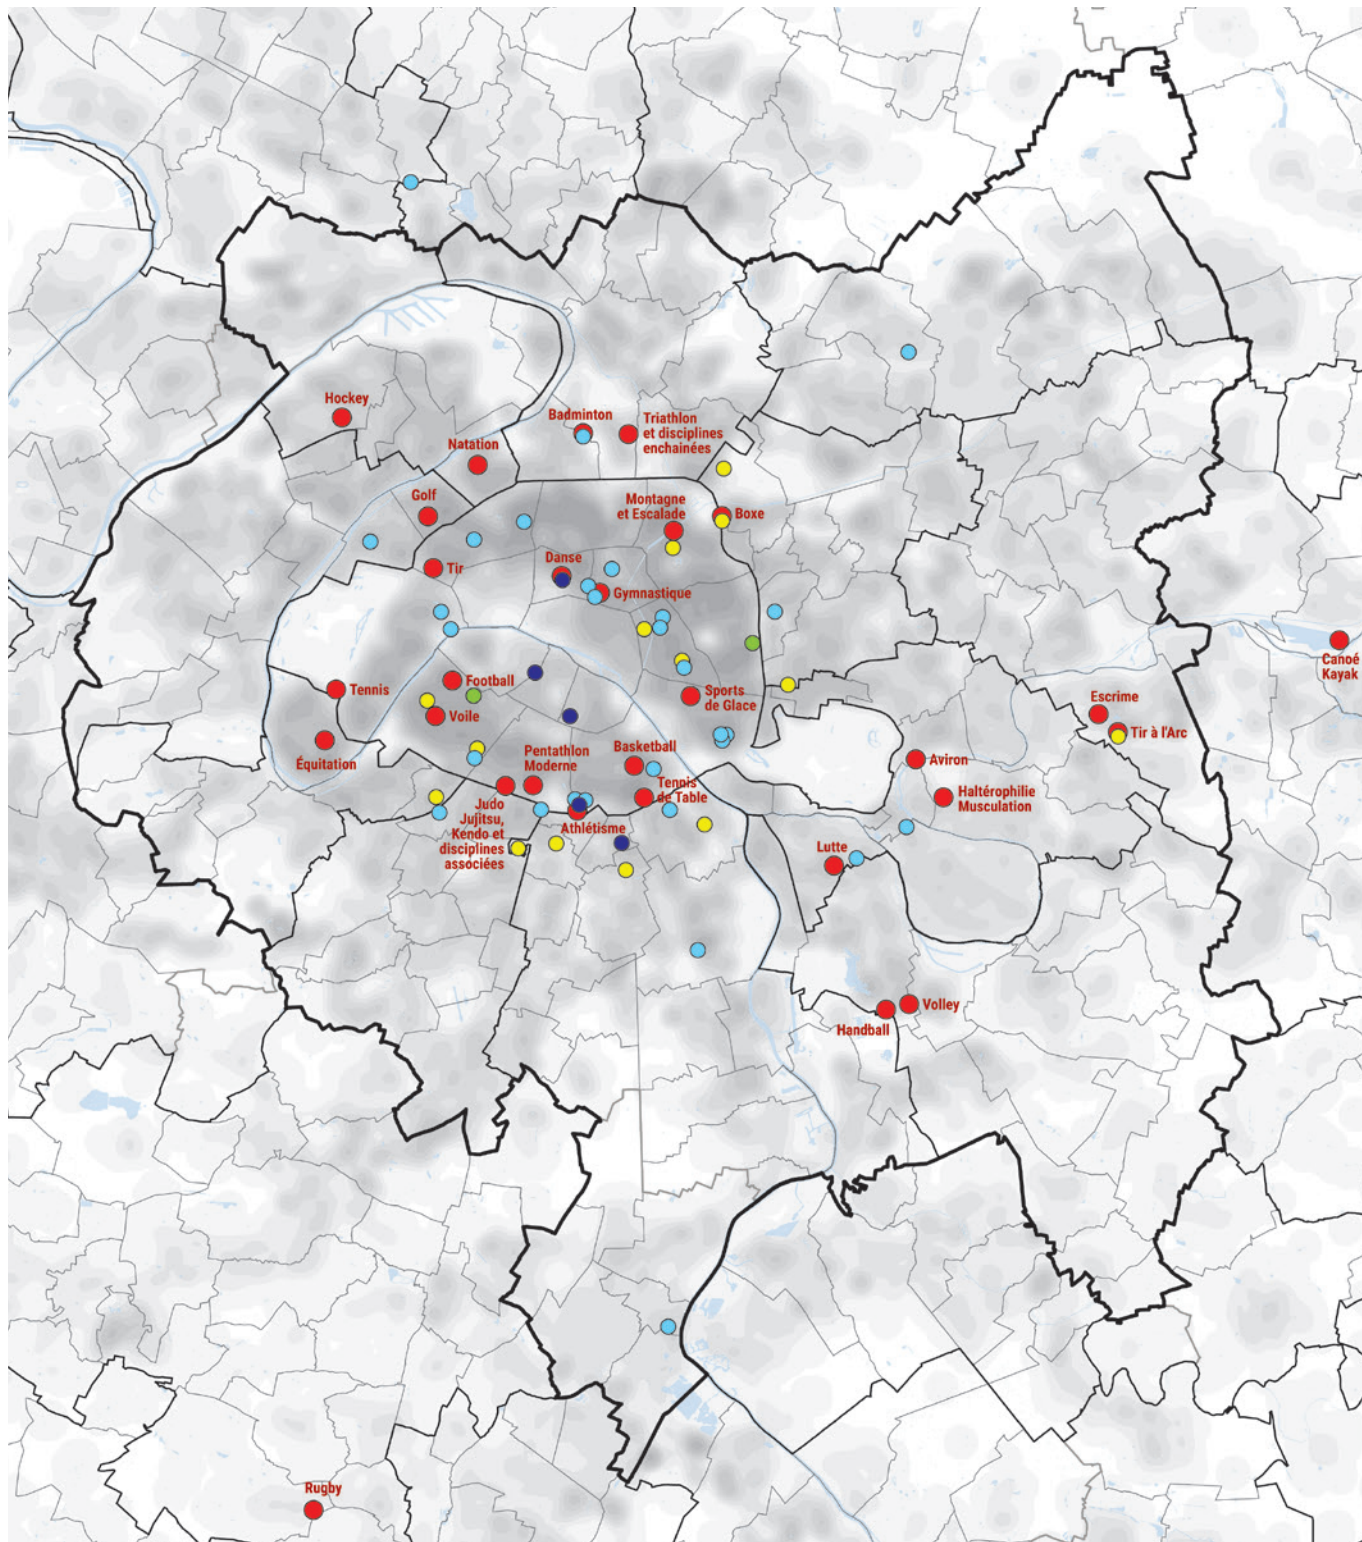 Hockey
Badminton
Triathlon
et disciplines
enchainées
Natation
Golf
Montagne
et Escalade
Boxe
Danse
Tir
Gymnastique
Canoé
Kayak
Football
Tennis
Sports
de Glace
Escrime
Voile
Tir à l'Arc
Équitation
Pentathlon
Moderne
Basketball
Aviron
Tennis
de Table
Haltérophilie
Musculation
Judo
Jujitsu,
Kendo et
disciplines
associées
Athlétisme
Lutte
Volley
Handball
Rugby